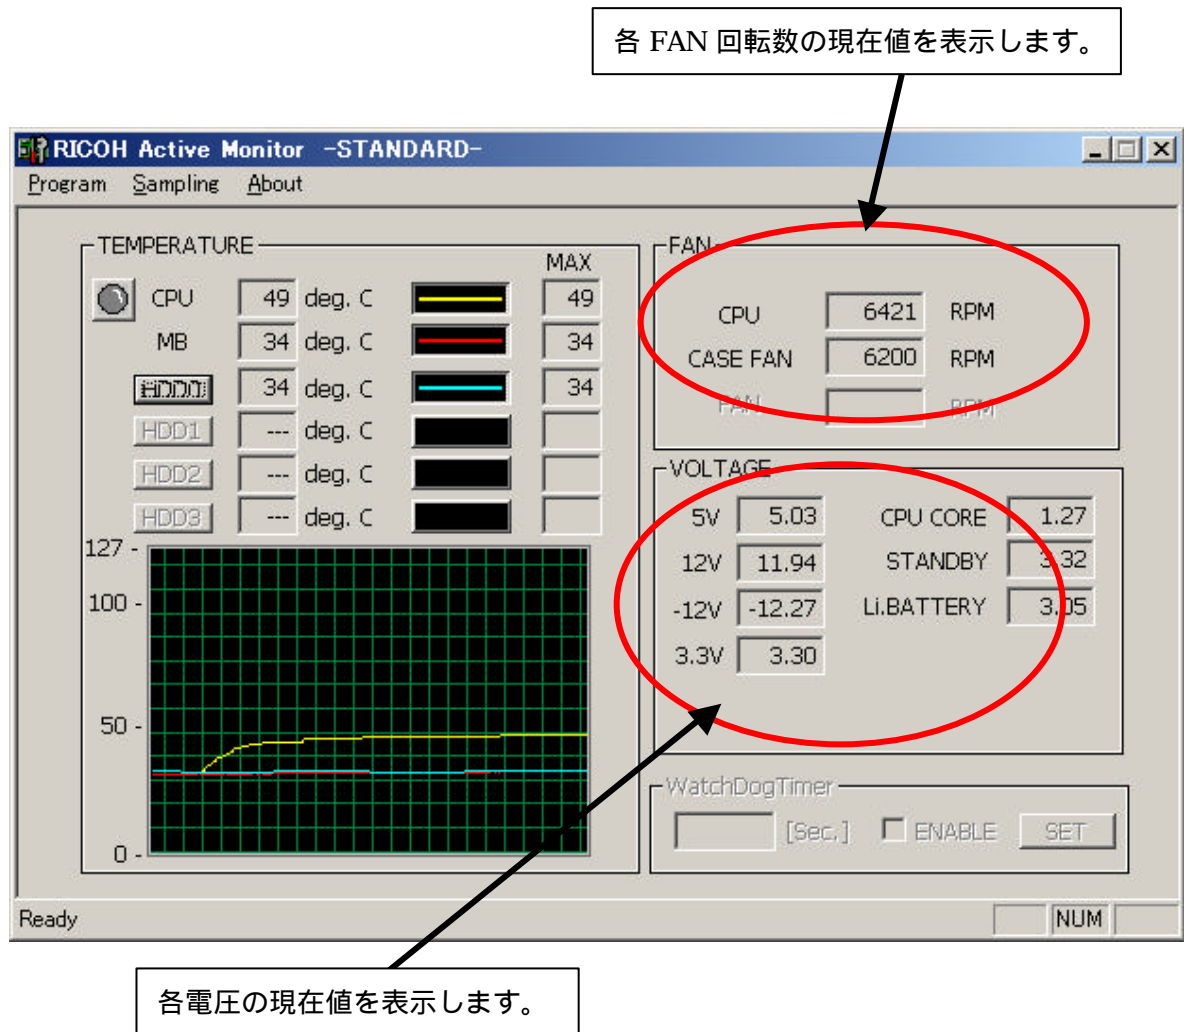 各 FAN 回転数の現在値を表示します。
RICOH Active Monitor -STANDARD-
Program Sampling About
TEMPERATURE
MAX
CPU 49 deg. C 49
MB 34 deg. C 34
HDD0 34 deg. C 34
HDD1 --- deg. C
HDD2 --- deg. C
HDD3 --- deg. C
127 -
100 -
50 -
0 -
FAN
CPU 6421 RPM
CASE FAN 6200 RPM
FAN RPM
VOLTAGE
5V 5.03 CPU CORE 1.27
12V 11.94 STANDBY 3.32
-12V -12.27 Li.BATTERY 3.05
3.3V 3.30
WatchDogTimer
[Sec.] ENABLE SET
Ready NUM
各電圧の現在値を表示します。